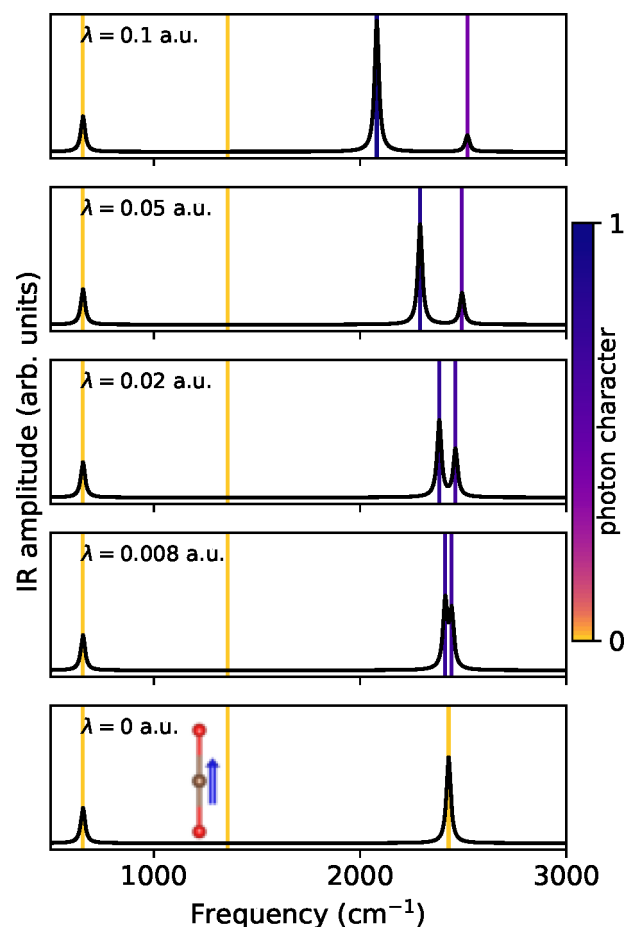 λ = 0.1 a.u.
λ = 0.05 a.u.
λ = 0.02 a.u.
λ = 0.008 a.u.
λ = 0 a.u.
IR amplitude (arb. units)
1
photon character
0
1000 2000 3000
Frequency (cm⁻¹)